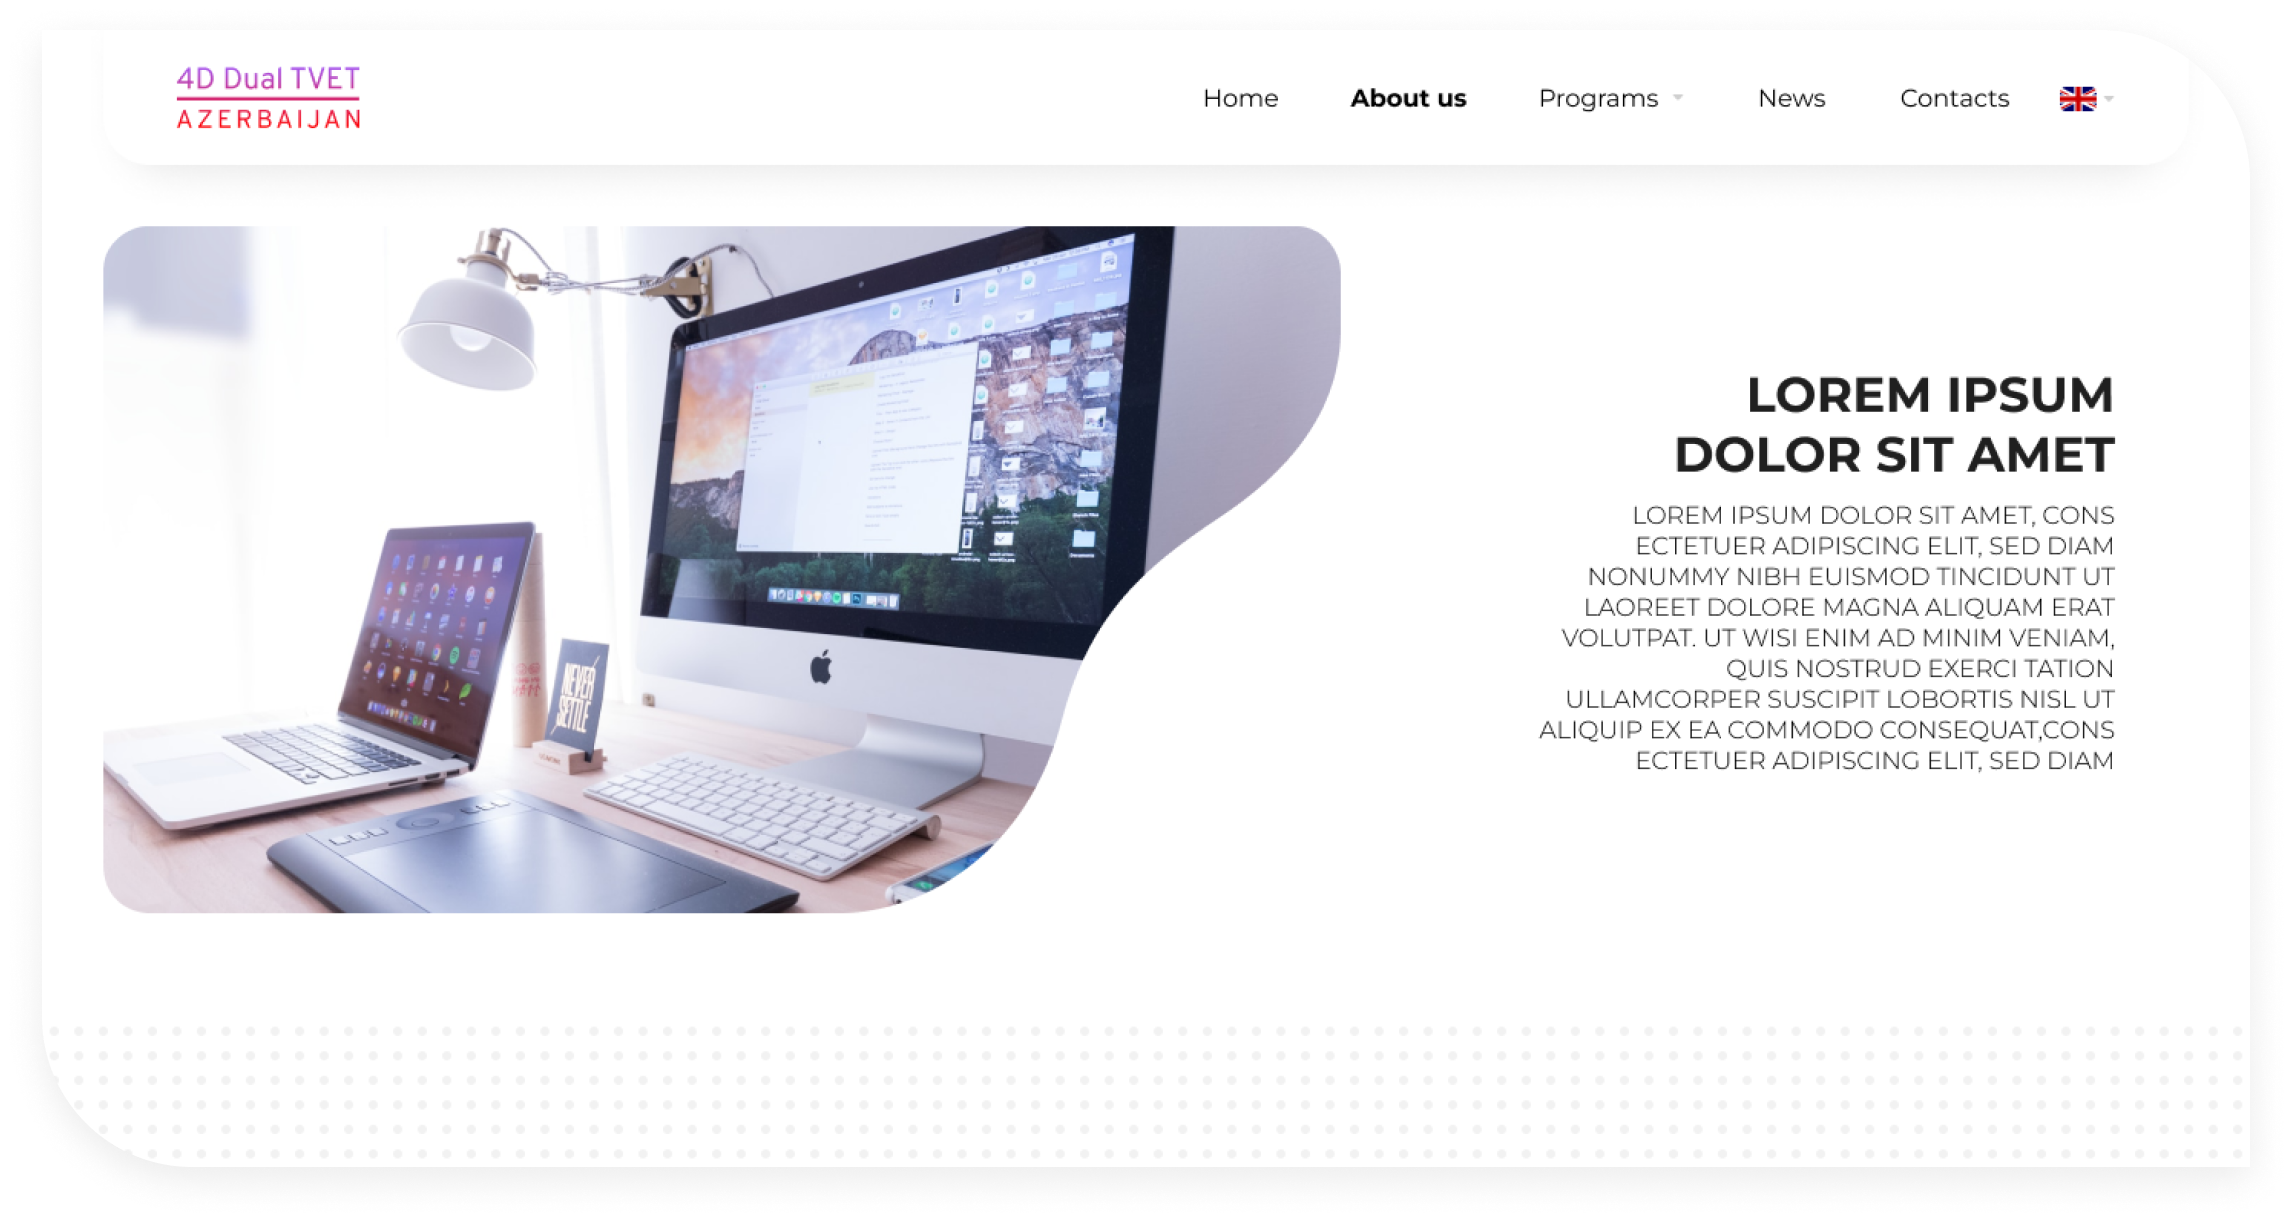 4D Dual TVET
AZERBAIJAN
Home
About us
Programs
News
Contacts
LOREM IPSUM
DOLOR SIT AMET
LOREM IPSUM DOLOR SIT AMET, CONS
ECTETUER ADIPISCING ELIT, SED DIAM
NONUMMY NIBH EUISMOD TINCIDUNT UT
LAOREET DOLORE MAGNA ALIQUAM ERAT
VOLUTPAT. UT WISI ENIM AD MINIM VENIAM,
QUIS NOSTRUD EXERCI TATION
ULLAMCORPER SUSCIPIT LOBORTIS NISL UT
ALIQUIP EX EA COMMODO CONSEQUAT,CONS
ECTETUER ADIPISCING ELIT, SED DIAM
NEVER
SETTLE